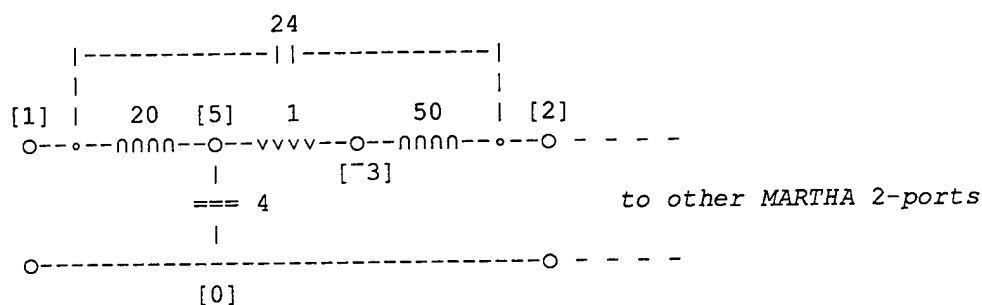 24
[1] 20 [5] 1 50 [2]
[¯3]
=== 4
to other MARTHA 2-ports
[0]